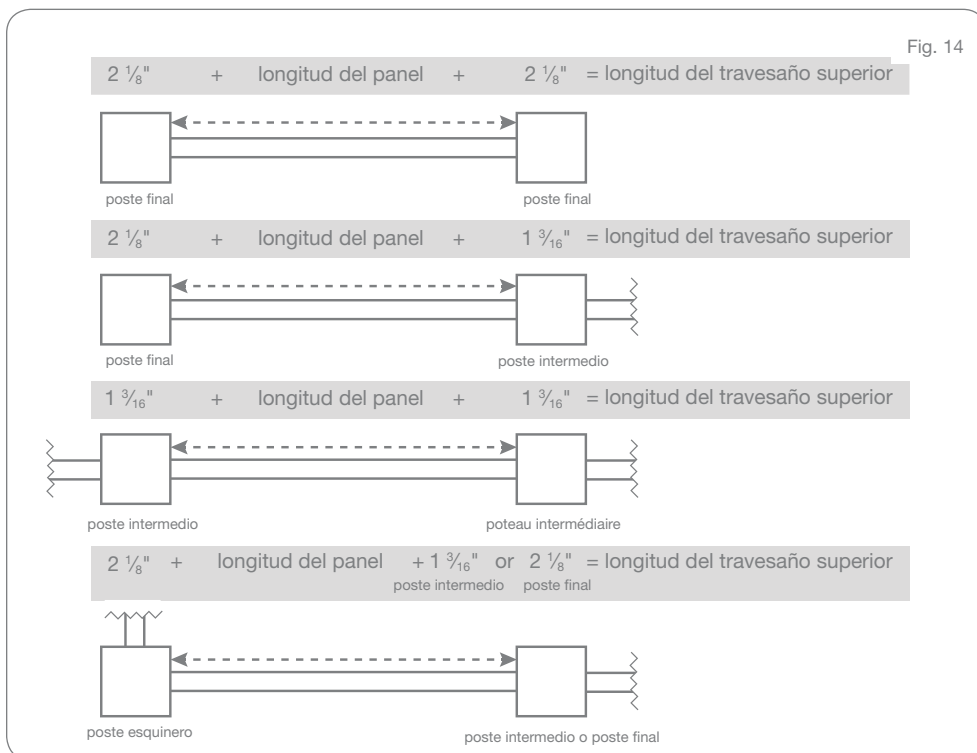 Fig. 14
2 ⅛" + longitud del panel + 2 ⅛" = longitud del travesaño superior
poste final poste final
2 ⅛" + longitud del panel + 1 3⁄16" = longitud del travesaño superior
poste final poste intermedio
1 3⁄16" + longitud del panel + 1 3⁄16" = longitud del travesaño superior
poste intermedio poteau intermédiaire
2 ⅛" + longitud del panel + 1 3⁄16" or 2 ⅛" = longitud del travesaño superior
poste intermedio poste final
poste esquinero poste intermedio o poste final